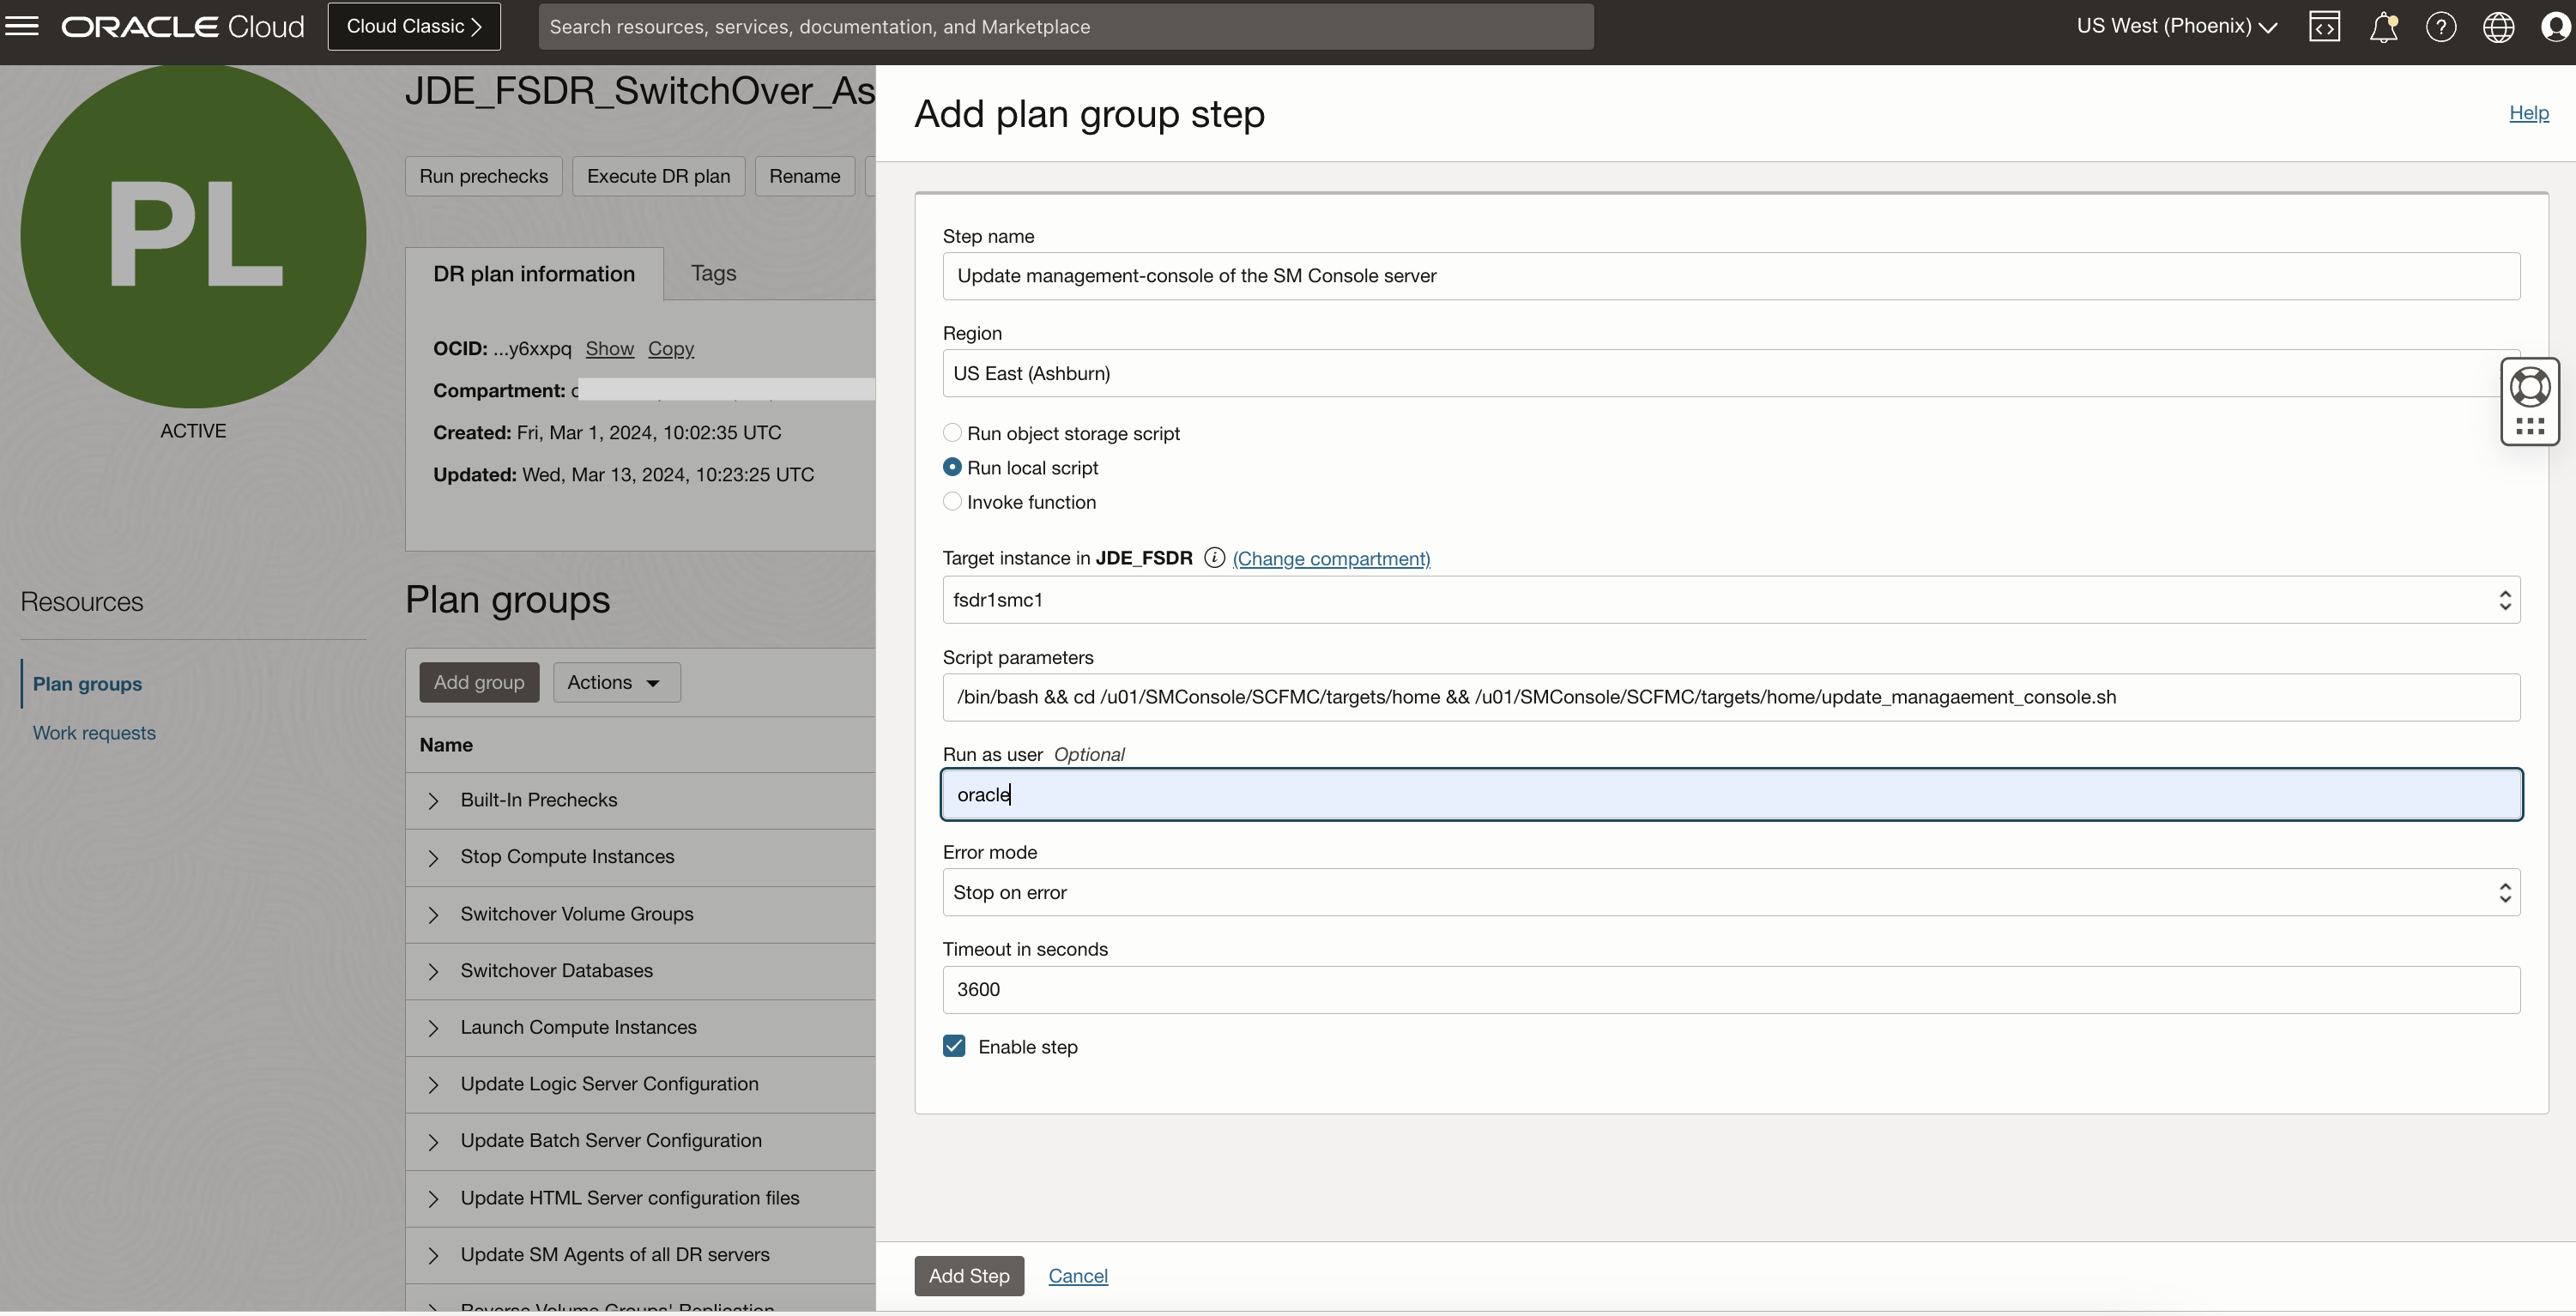 ORACLE Cloud
Cloud Classic
Search resources, services, documentation, and Marketplace
US West (Phoenix)
PL
ACTIVE
Resources
Plan groups
Work requests
JDE_FSDR_SwitchOver_As
Run prechecks
Execute DR plan
Rename
DR plan information
Tags
OCID: ...y6xxpq Show Copy
Compartment:
Created: Fri, Mar 1, 2024, 10:02:35 UTC
Updated: Wed, Mar 13, 2024, 10:23:25 UTC
Plan groups
Add group
Actions
Name
Built-In Prechecks
Stop Compute Instances
Switchover Volume Groups
Switchover Databases
Launch Compute Instances
Update Logic Server Configuration
Update Batch Server Configuration
Update HTML Server configuration files
Update SM Agents of all DR servers
Reverse Volume Groups' Replication
Add plan group step
Help
Step name
Update management-console of the SM Console server
Region
US East (Ashburn)
Run object storage script
Run local script
Invoke function
Target instance in JDE_FSDR (Change compartment)
fsdr1smc1
Script parameters
/bin/bash && cd /u01/SMConsole/SCFMC/targets/home && /u01/SMConsole/SCFMC/targets/home/update_managaement_console.sh
Run as user Optional
oracle
Error mode
Stop on error
Timeout in seconds
3600
Enable step
Add Step
Cancel